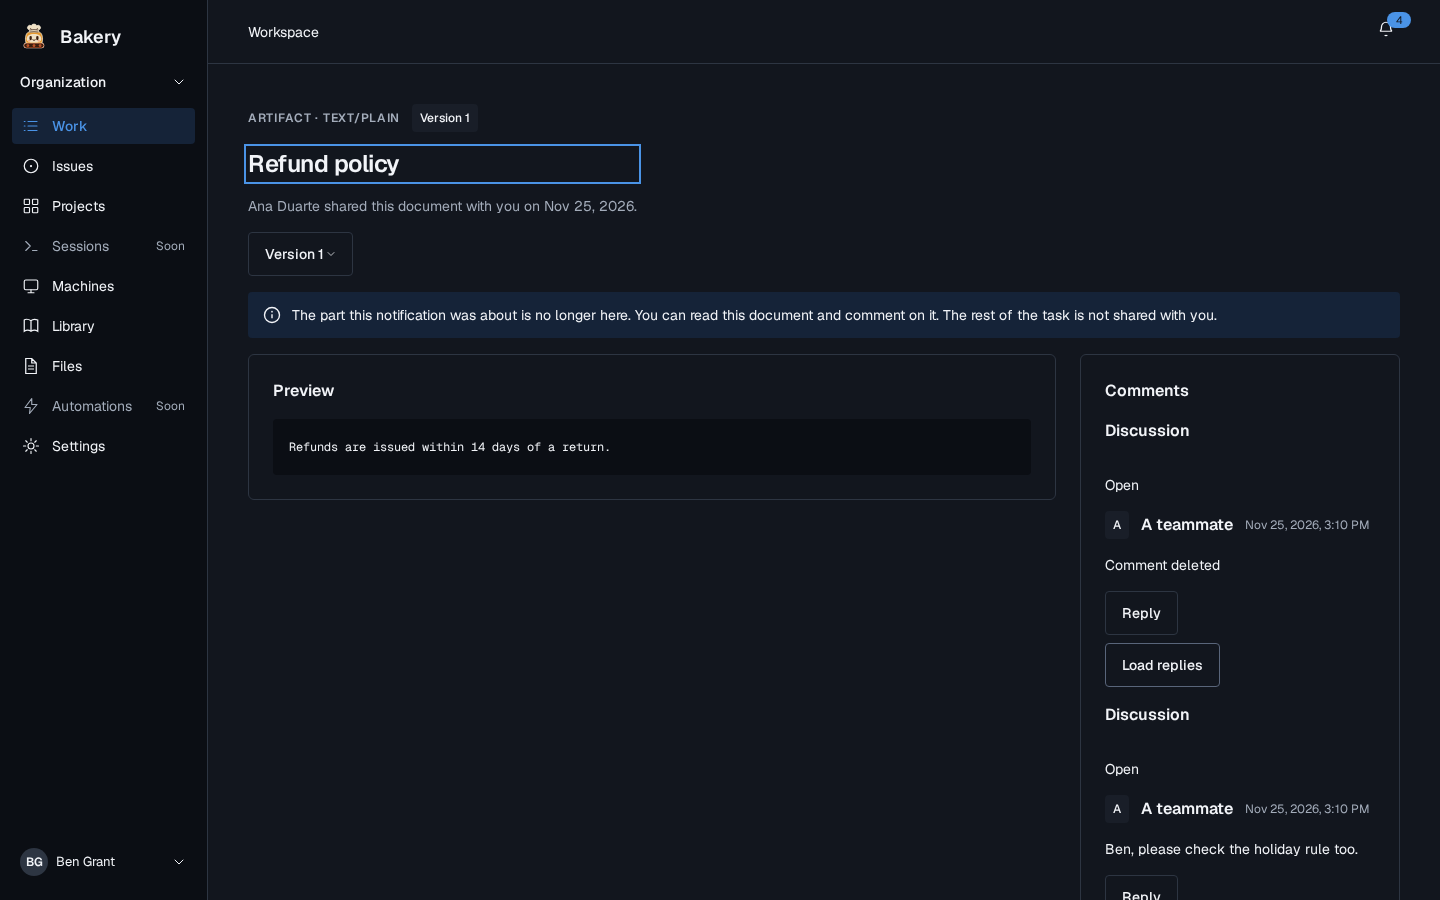 Bakery
Organization
Work
Issues
Projects
Sessions Soon
Machines
Library
Files
Automations Soon
Settings
BG Ben Grant
Workspace
4
ARTIFACT · TEXT/PLAIN Version 1
Refund policy
Ana Duarte shared this document with you on Nov 25, 2026.
Version 1
The part this notification was about is no longer here. You can read this document and comment on it. The rest of the task is not shared with you.
Preview
Refunds are issued within 14 days of a return.
Comments
Discussion
Open
A A teammate Nov 25, 2026, 3:10 PM
Comment deleted
Reply
Load replies
Discussion
Open
A A teammate Nov 25, 2026, 3:10 PM
Ben, please check the holiday rule too.
Reply